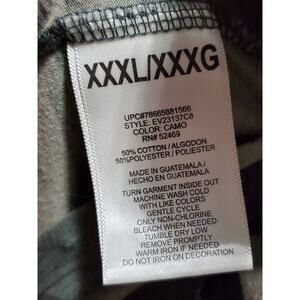 XXXL/XXXG
UPC#78665881566
STYLE: EV23137C8
COLOR: CAMO
RN# 52469
50% COTTON / ALGODON
50%POLYESTER / POLIESTER
MADE IN GUATEMALA /
HECHO EN GUATEMALA
TURN GARMENT INSIDE OUT
MACHINE WASH COLD
WITH LIKE COLORS
GENTLE CYCLE
ONLY NON-CHLORINE
BLEACH WHEN NEEDED
TUMBLE DRY LOW
REMOVE PROMPTLY
WARM IRON IF NEEDED
DO NOT IRON ON DECORATION